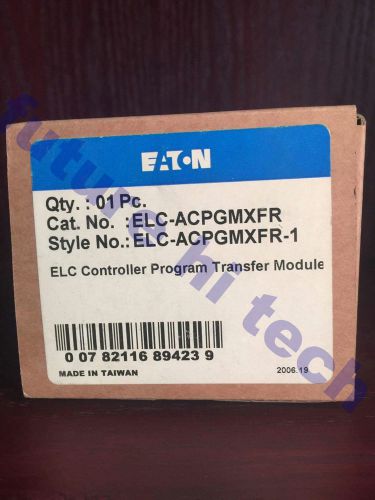 EATON
Qty. : 01 Pc.
Cat. No. :ELC-ACPGMXFR
Style No.:ELC-ACPGMXFR-1
ELC Controller Program Transfer Module
0 07 82116 89423 9
MADE IN TAIWAN
2006.19
future hi tech